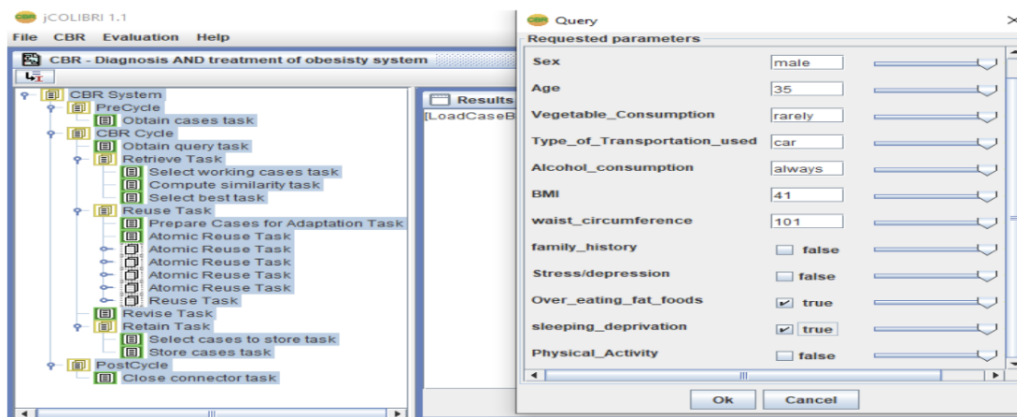 jCOLIBRI 1.1
File CBR Evaluation Help
CBR - Diagnosis AND treatment of obesisty system
CBR System
PreCycle
Obtain cases task
CBR Cycle
Obtain query task
Retrieve Task
Select working cases task
Compute similarity task
Select best task
Reuse Task
Prepare Cases for Adaptation Task
Atomic Reuse Task
Atomic Reuse Task
Atomic Reuse Task
Atomic Reuse Task
Atomic Reuse Task
Reuse Task
Revise Task
Retain Task
Select cases to store task
Store cases task
PostCycle
Close connector task
Results
[LoadCaseB
Query
Requested parameters
Sex male
Age 35
Vegetable_Consumption rarely
Type_of_Transportation_used car
Alcohol_consumption always
BMI 41
waist_circumference 101
family_history false
Stress/depression false
Over_eating_fat_foods true
sleeping_deprivation true
Physical_Activity false
Ok Cancel